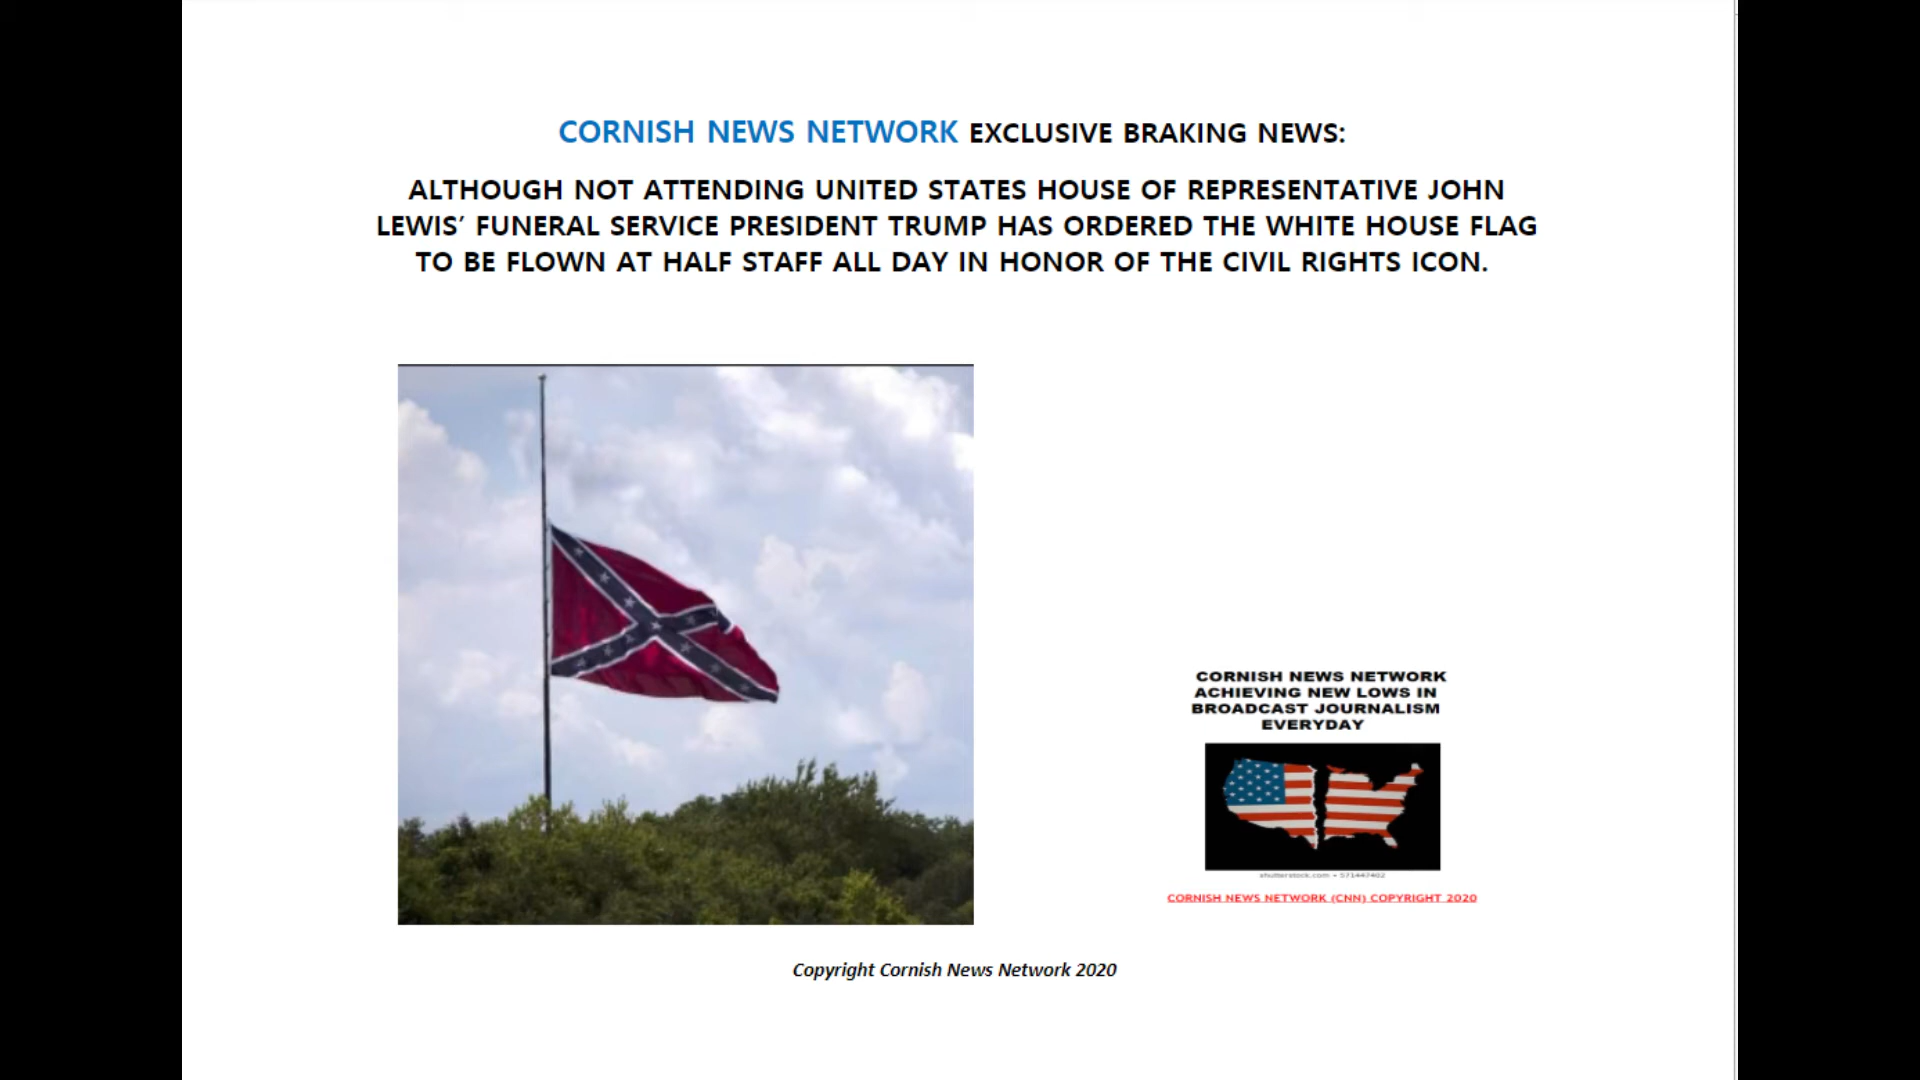 CORNISH NEWS NETWORK EXCLUSIVE BRAKING NEWS:
ALTHOUGH NOT ATTENDING UNITED STATES HOUSE OF REPRESENTATIVE JOHN
LEWIS’ FUNERAL SERVICE PRESIDENT TRUMP HAS ORDERED THE WHITE HOUSE FLAG
TO BE FLOWN AT HALF STAFF ALL DAY IN HONOR OF THE CIVIL RIGHTS ICON.
CORNISH NEWS NETWORK
ACHIEVING NEW LOWS IN
BROADCAST JOURNALISM
EVERYDAY
shutterstock.com • 571447402
CORNISH NEWS NETWORK (CNN) COPYRIGHT 2020
Copyright Cornish News Network 2020